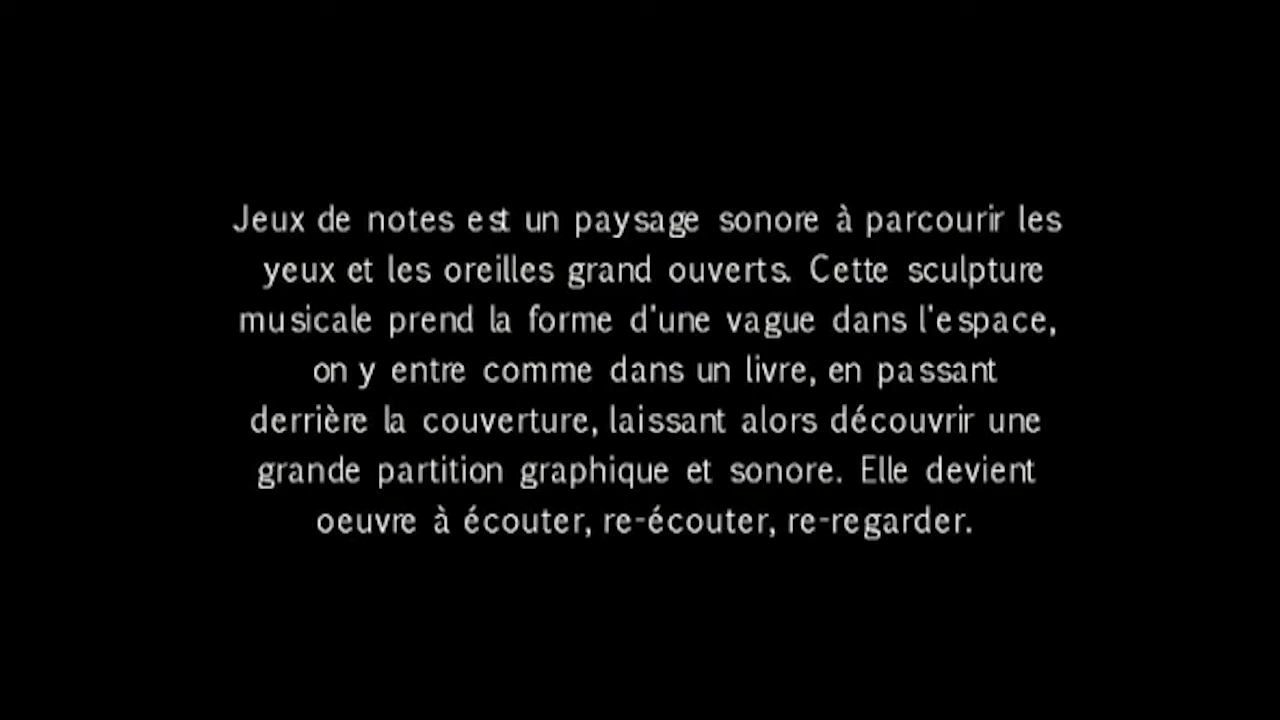 Jeux de notes est un paysage sonore à parcourir les
yeux et les oreilles grand ouverts. Cette sculpture
musicale prend la forme d'une vague dans l'espace,
on y entre comme dans un livre, en passant
derrière la couverture, laissant alors découvrir une
grande partition graphique et sonore. Elle devient
oeuvre à écouter, re-écouter, re-regarder.